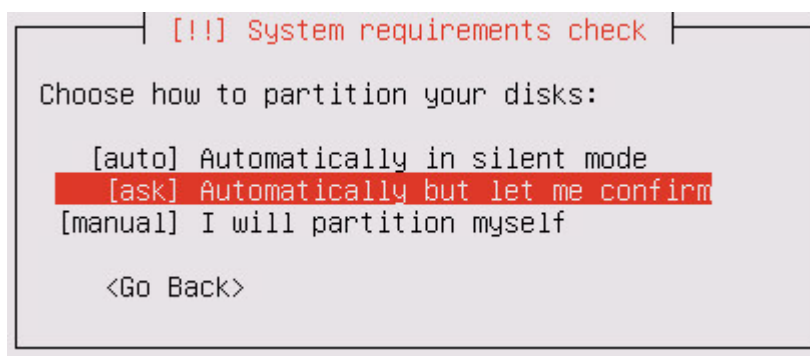 [!!] System requirements check
Choose how to partition your disks:
[auto] Automatically in silent mode
[ask] Automatically but let me confirm
[manual] I will partition myself
<Go Back>